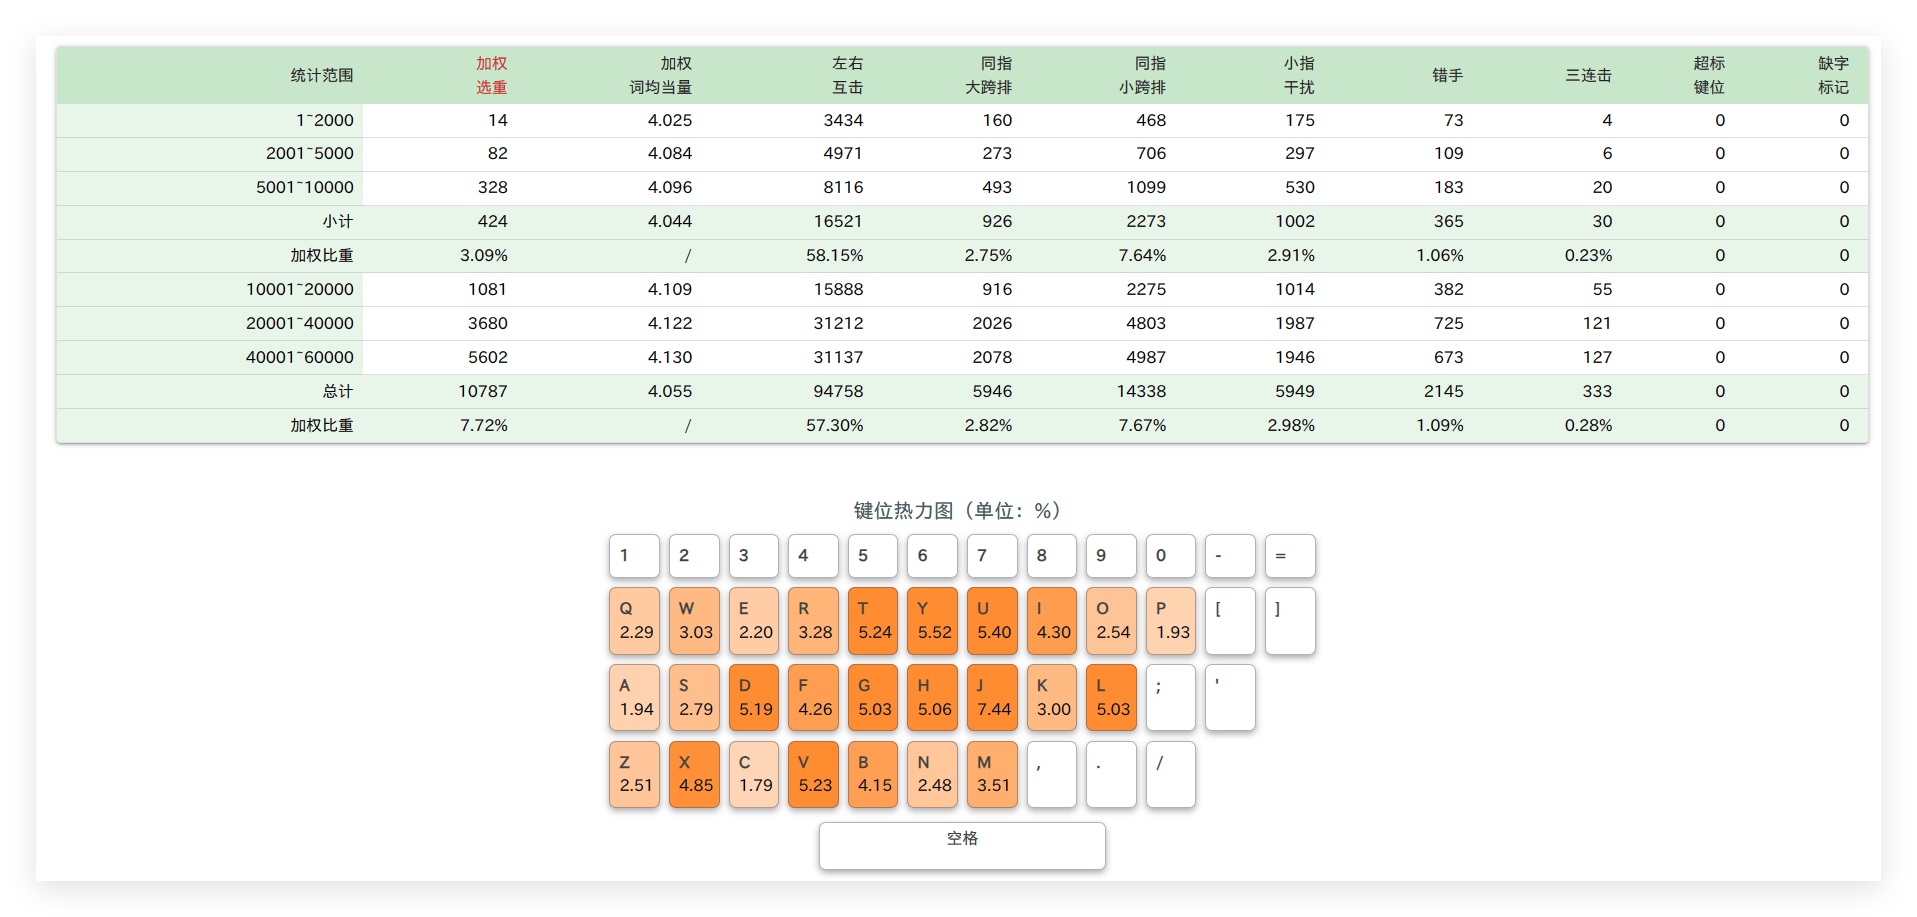 统计范围 加权选重 加权词均当量 左右互击 同指大跨排 同指小跨排 小指干扰 错手 三连击 超标键位 缺字标记
1~2000 14 4.025 3434 160 468 175 73 4 0 0
2001~5000 82 4.084 4971 273 706 297 109 6 0 0
5001~10000 328 4.096 8116 493 1099 530 183 20 0 0
小计 424 4.044 16521 926 2273 1002 365 30 0 0
加权比重 3.09% / 58.15% 2.75% 7.64% 2.91% 1.06% 0.23% 0 0
10001~20000 1081 4.109 15888 916 2275 1014 382 55 0 0
20001~40000 3680 4.122 31212 2026 4803 1987 725 121 0 0
40001~60000 5602 4.130 31137 2078 4987 1946 673 127 0 0
总计 10787 4.055 94758 5946 14338 5949 2145 333 0 0
加权比重 7.72% / 57.30% 2.82% 7.67% 2.98% 1.09% 0.28% 0 0
键位热力图（单位：%）
1 2 3 4 5 6 7 8 9 0 - =
Q W E R T Y U I O P [ ]
2.29 3.03 2.20 3.28 5.24 5.52 5.40 4.30 2.54 1.93
A S D F G H J K L ; '
1.94 2.79 5.19 4.26 5.03 5.06 7.44 3.00 5.03
Z X C V B N M , . /
2.51 4.85 1.79 5.23 4.15 2.48 3.51
空格